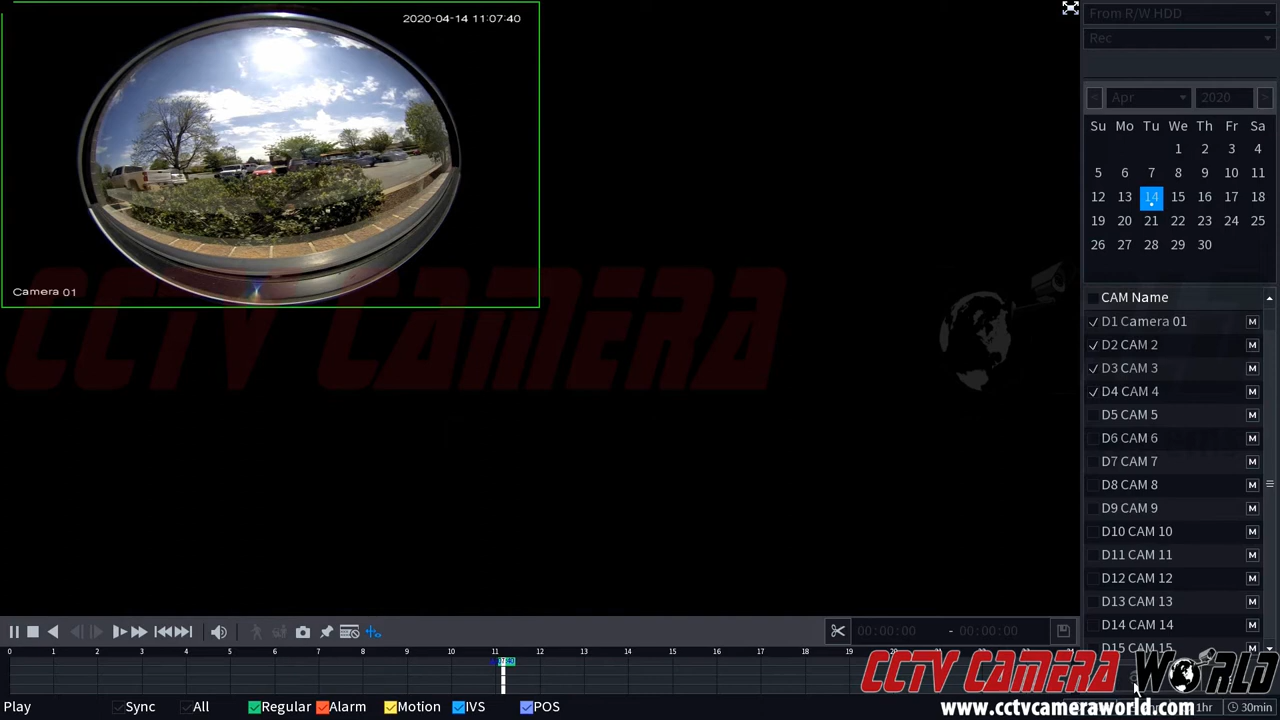 2020-04-14 11:07:40
Camera 01
CCTV CAMERA
From R/W HDD
Rec
< Apr 2020 >
Su Mo Tu We Th Fr Sa
1 2 3 4
5 6 7 8 9 10 11
12 13 14 15 16 17 18
19 20 21 22 23 24 25
26 27 28 29 30
CAM Name
D1 Camera 01 M
D2 CAM 2 M
D3 CAM 3 M
D4 CAM 4 M
D5 CAM 5 M
D6 CAM 6 M
D7 CAM 7 M
D8 CAM 8 M
D9 CAM 9 M
D10 CAM 10 M
D11 CAM 11 M
D12 CAM 12 M
D13 CAM 13 M
D14 CAM 14 M
D15 CAM 15 M
00:00:00 - 00:00:00
0 1 2 3 4 5 6 7 8 9 10 11 12 13 14 15 16 17 18 19 20 21 22 23 24
Play Sync All Regular Alarm Motion IVS POS
1hr 30min
CCTV CAMERA WORLD
www.cctvcameraworld.com